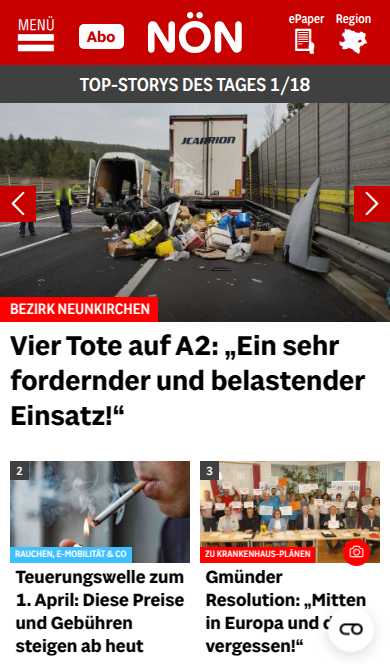 MENÜ
Abo
NÖN
ePaper
Region
TOP-STORYS DES TAGES 1/18
JCARRION
BEZIRK NEUNKIRCHEN
Vier Tote auf A2: „Ein sehr
fordernder und belastender
Einsatz!“
2
RAUCHEN, E-MOBILITÄT & CO
Teuerungswelle zum
1. April: Diese Preise
und Gebühren
steigen ab heut
3
ZU KRANKENHAUS-PLÄNEN
Gmünder
Resolution: „Mitten
in Europa und d
vergessen!“